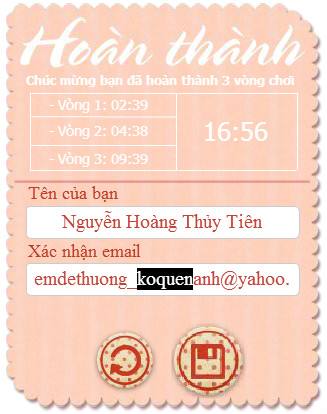 Hoàn thành
Chúc mừng bạn đã hoàn thành 3 vòng chơi
- Vòng 1: 02:39
- Vòng 2: 04:38
- Vòng 3: 09:39
16:56
Tên của bạn
Nguyễn Hoàng Thủy Tiên
Xác nhận email
emdethuong_koquenanh@yahoo.